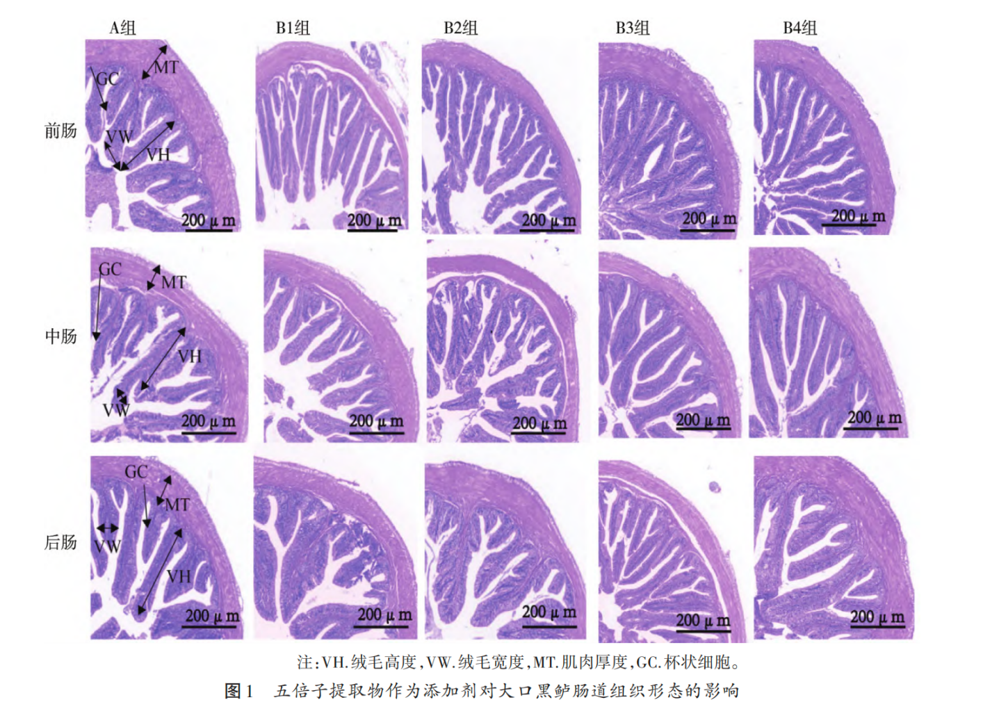 A组 B1组 B2组 B3组 B4组
前肠
GC
MT
VW
VH
200 μm
200 μm
200 μm
200 μm
200 μm
中肠
GC
MT
VH
VW
200 μm
200 μm
200 μm
200 μm
200 μm
后肠
GC
MT
VW
VH
200 μm
200 μm
200 μm
200 μm
200 μm
注:VH.绒毛高度,VW.绒毛宽度,MT.肌肉厚度,GC.杯状细胞。
图1 五倍子提取物作为添加剂对大口黑鲈肠道组织形态的影响